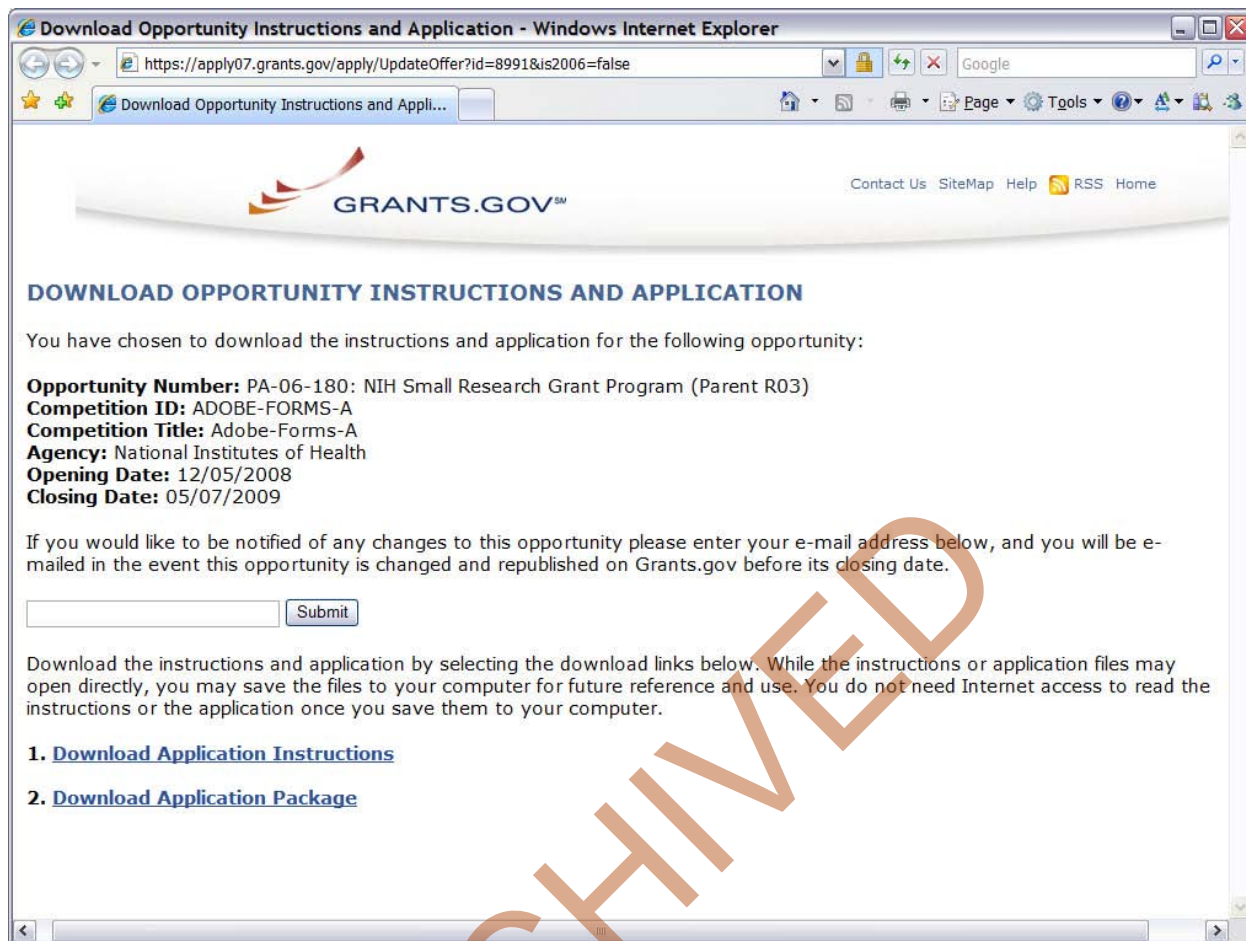 Download Opportunity Instructions and Application - Windows Internet Explorer
https://apply07.grants.gov/apply/UpdateOffer?id=8991&is2006=false
Google
Download Opportunity Instructions and Appli...
Page
Tools
GRANTS.GOV℠
Contact Us SiteMap Help RSS Home
DOWNLOAD OPPORTUNITY INSTRUCTIONS AND APPLICATION
You have chosen to download the instructions and application for the following opportunity:
Opportunity Number: PA-06-180: NIH Small Research Grant Program (Parent R03)
Competition ID: ADOBE-FORMS-A
Competition Title: Adobe-Forms-A
Agency: National Institutes of Health
Opening Date: 12/05/2008
Closing Date: 05/07/2009
If you would like to be notified of any changes to this opportunity please enter your e-mail address below, and you will be e-
mailed in the event this opportunity is changed and republished on Grants.gov before its closing date.
Submit
Download the instructions and application by selecting the download links below. While the instructions or application files may
open directly, you may save the files to your computer for future reference and use. You do not need Internet access to read the
instructions or the application once you save them to your computer.
1. Download Application Instructions
2. Download Application Package
CHIVED